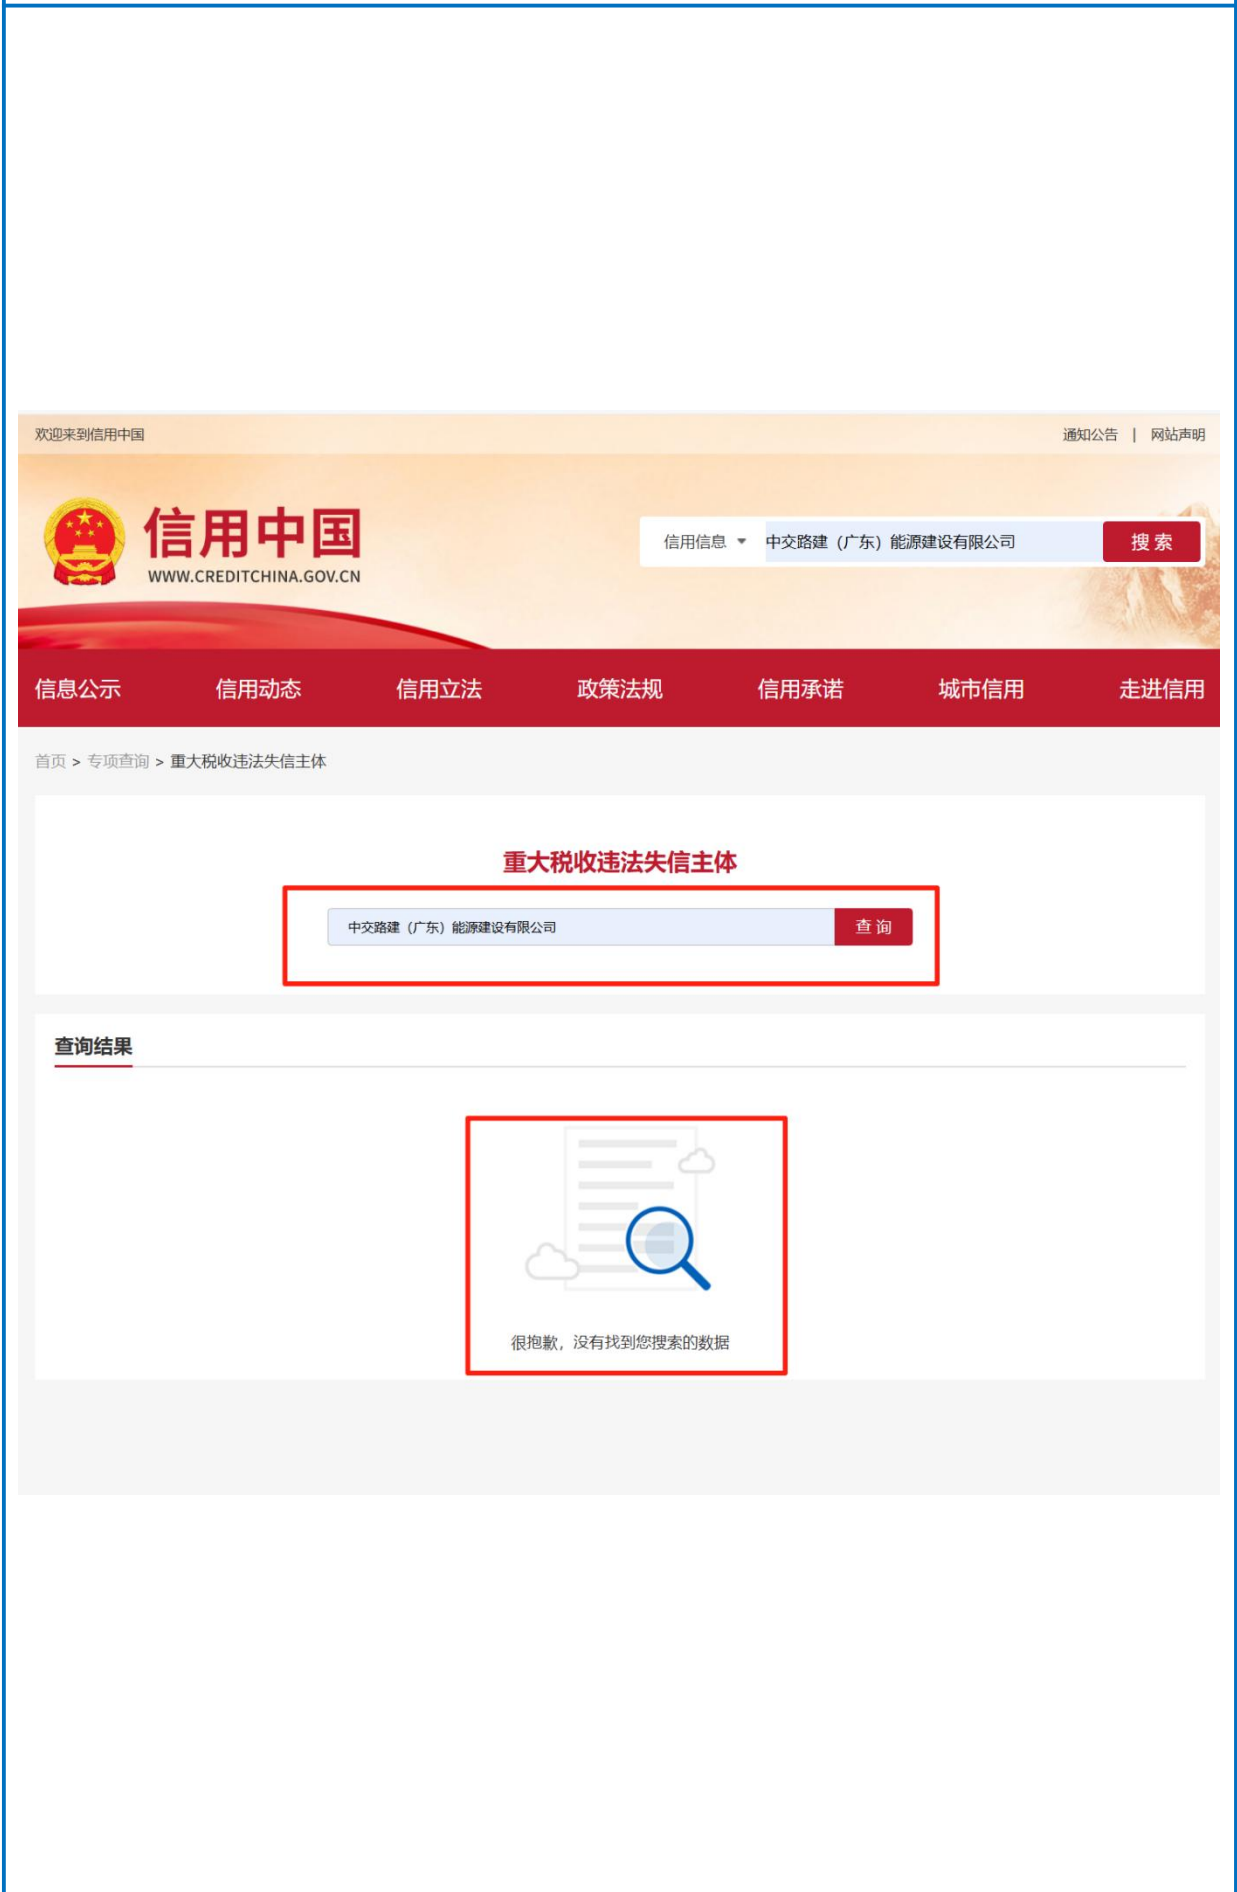 欢迎来到信用中国
通知公告 | 网站声明
信用中国
WWW.CREDITCHINA.GOV.CN
信用信息 中交路建（广东）能源建设有限公司 搜索
信息公示 信用动态 信用立法 政策法规 信用承诺 城市信用 走进信用
首页 > 专项查询 > 重大税收违法失信主体
重大税收违法失信主体
中交路建（广东）能源建设有限公司 查询
查询结果
很抱歉，没有找到您搜索的数据